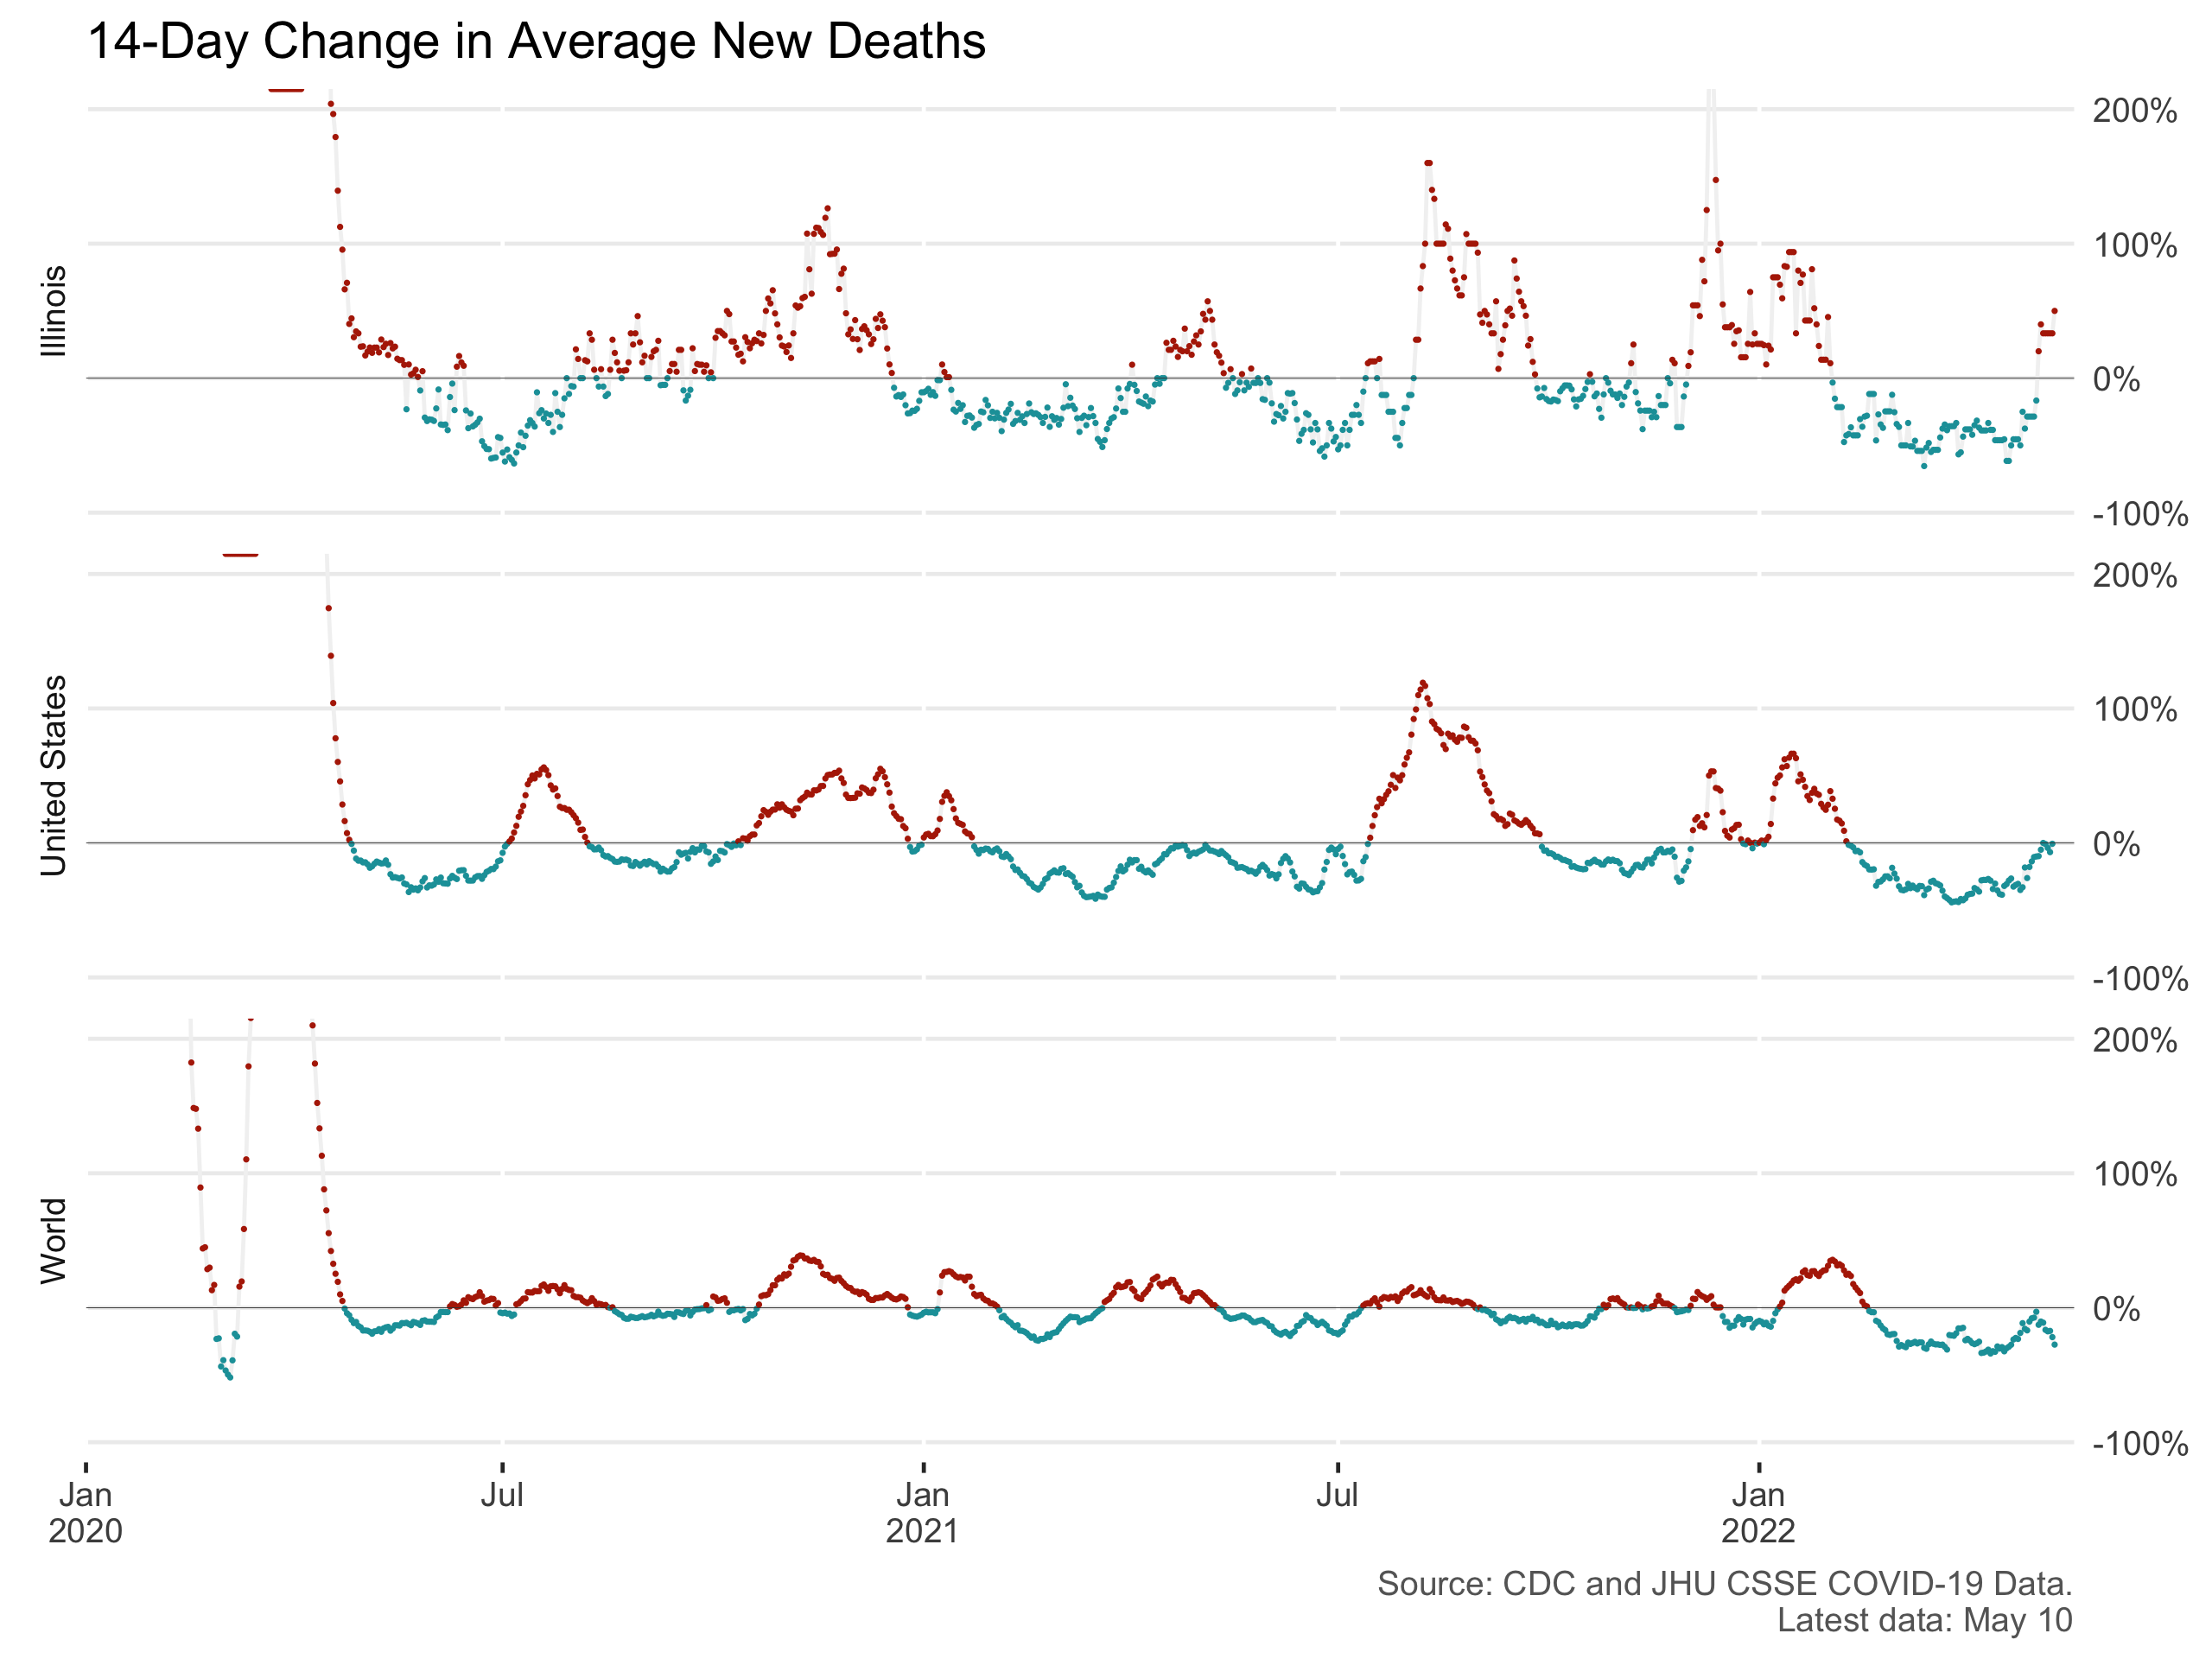 14-Day Change in Average New Deaths
Illinois
200%
100%
0%
-100%
United States
200%
100%
0%
-100%
World
200%
100%
0%
-100%
Jan
2020
Jul
Jan
2021
Jul
Jan
2022
Source: CDC and JHU CSSE COVID-19 Data.
Latest data: May 10